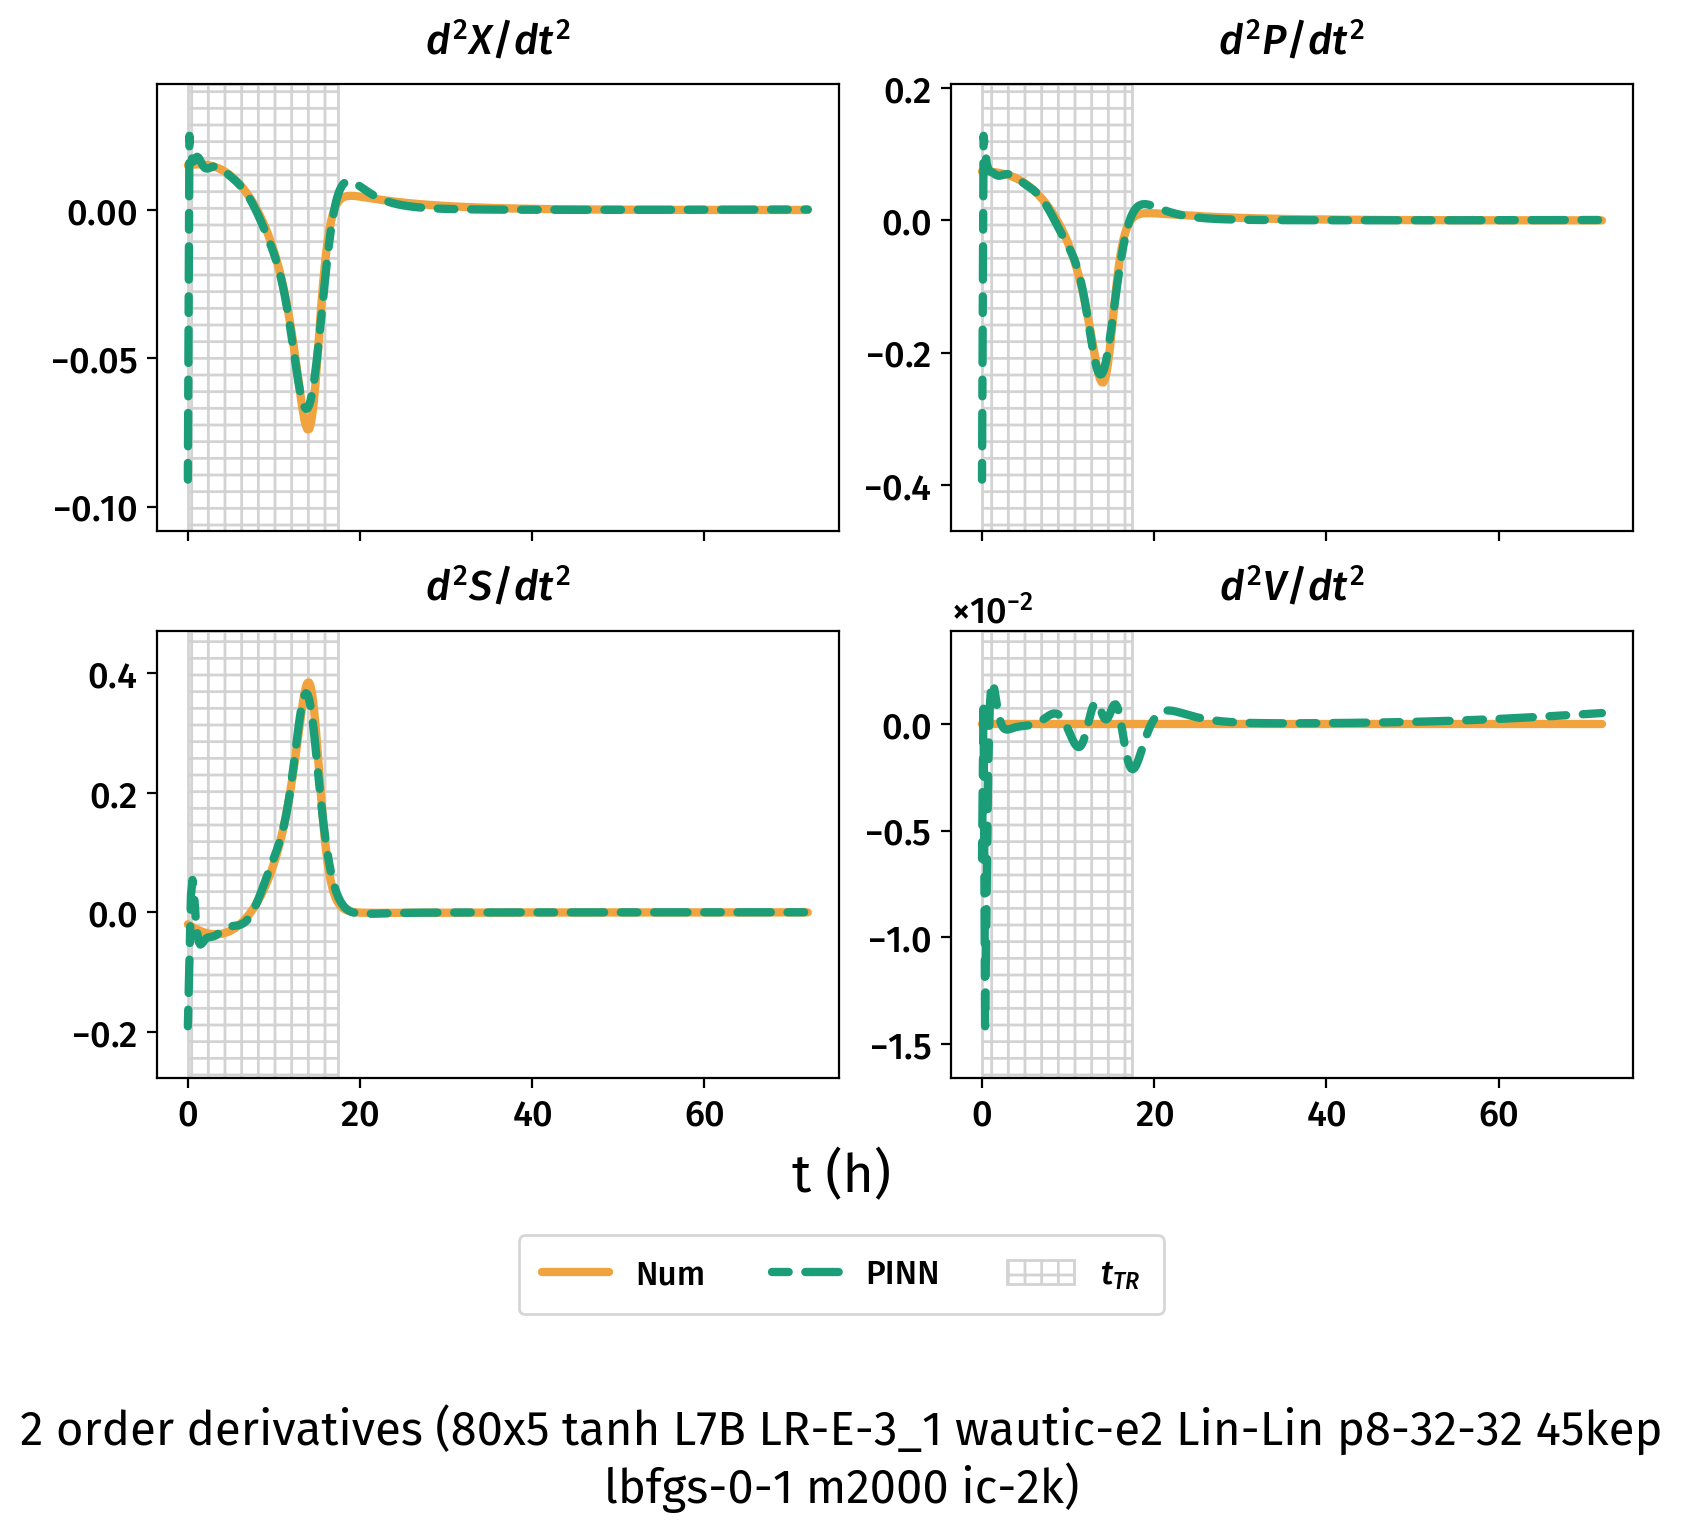 d²X/dt²
d²P/dt²
0.00
−0.05
−0.10
0.2
0.0
−0.2
−0.4
d²S/dt²
d²V/dt²
×10⁻²
0.4
0.2
0.0
−0.2
0.0
−0.5
−1.0
−1.5
0 20 40 60
0 20 40 60
t (h)
Num PINN t_TR
2 order derivatives (80x5 tanh L7B LR-E-3_1 wautic-e2 Lin-Lin p8-32-32 45kep
lbfgs-0-1 m2000 ic-2k)